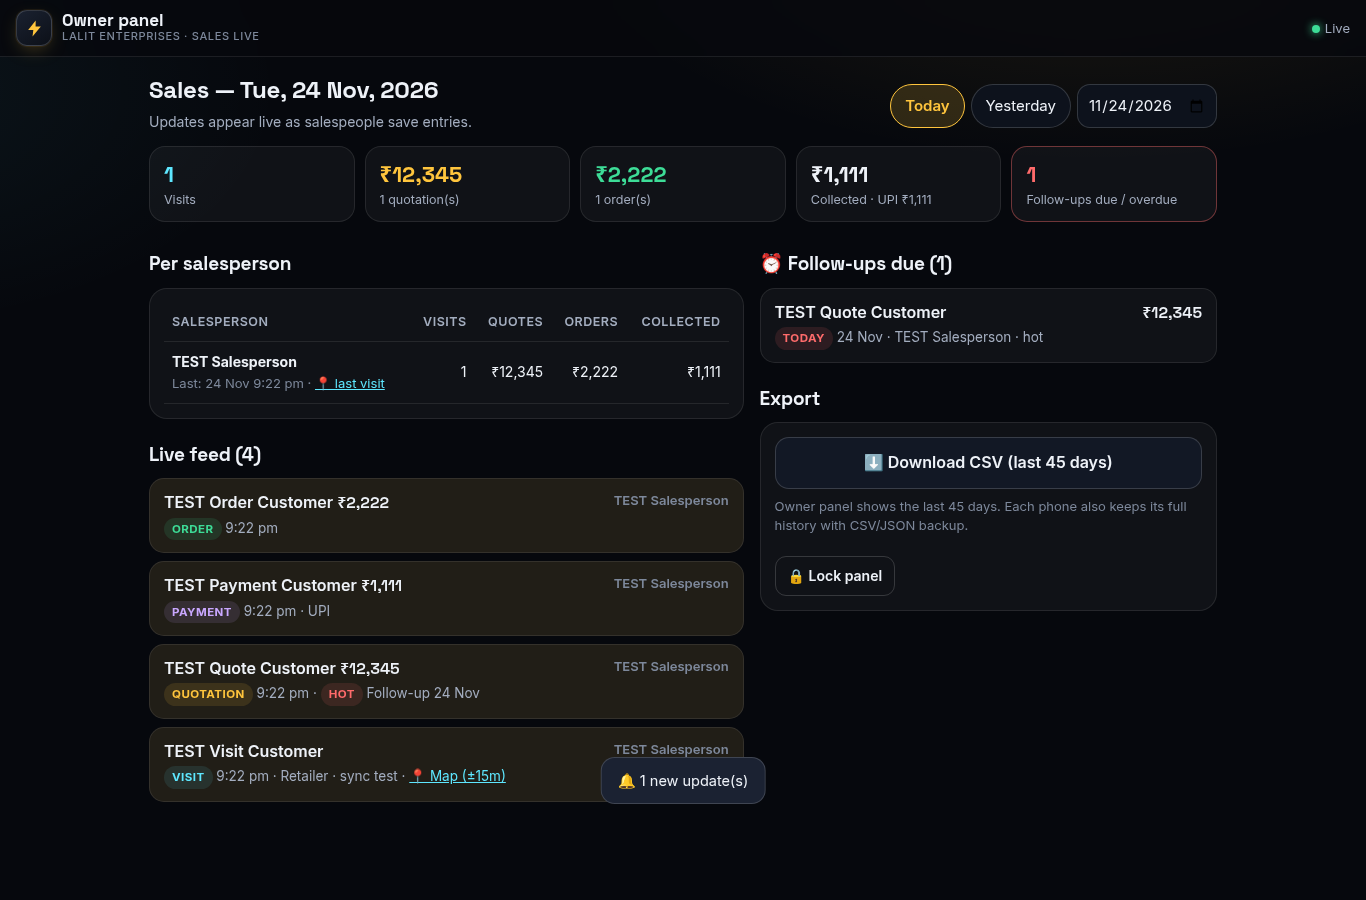 Owner panel
LALIT ENTERPRISES · SALES LIVE
Live
Sales — Tue, 24 Nov, 2026
Updates appear live as salespeople save entries.
Today
Yesterday
11/24/2026
1
Visits
₹12,345
1 quotation(s)
₹2,222
1 order(s)
₹1,111
Collected · UPI ₹1,111
1
Follow-ups due / overdue
Per salesperson
SALESPERSON VISITS QUOTES ORDERS COLLECTED
TEST Salesperson
Last: 24 Nov 9:22 pm · 📍 last visit
1 ₹12,345 ₹2,222 ₹1,111
Live feed (4)
TEST Order Customer ₹2,222
TEST Salesperson
ORDER 9:22 pm
TEST Payment Customer ₹1,111
TEST Salesperson
PAYMENT 9:22 pm · UPI
TEST Quote Customer ₹12,345
TEST Salesperson
QUOTATION 9:22 pm · HOT Follow-up 24 Nov
TEST Visit Customer
TEST Salesperson
VISIT 9:22 pm · Retailer · sync test · 📍 Map (±15m)
⏰ Follow-ups due (1)
TEST Quote Customer
₹12,345
TODAY 24 Nov · TEST Salesperson · hot
Export
⬇️ Download CSV (last 45 days)
Owner panel shows the last 45 days. Each phone also keeps its full
history with CSV/JSON backup.
🔒 Lock panel
🔔 1 new update(s)